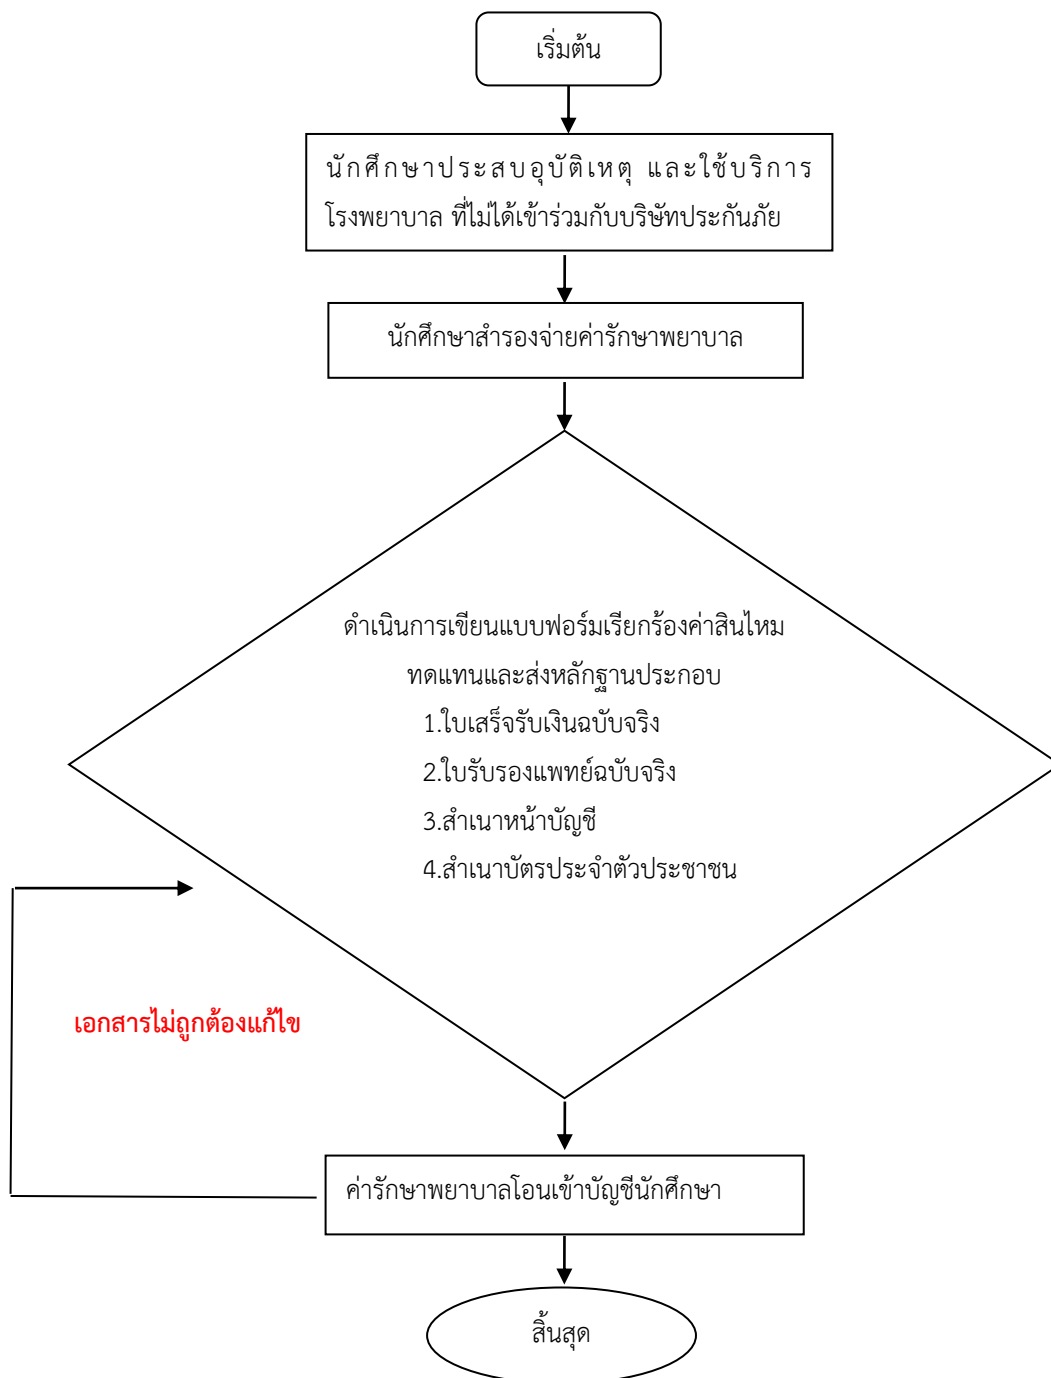 เริ่มต้น
นักศึกษาประสบอุบัติเหตุ และใช้บริการ
โรงพยาบาล ที่ไม่ได้เข้าร่วมกับบริษัทประกันภัย
นักศึกษาสำรองจ่ายค่ารักษาพยาบาล
ดำเนินการเขียนแบบฟอร์มเรียกร้องค่าสินไหม
ทดแทนและส่งหลักฐานประกอบ
1.ใบเสร็จรับเงินฉบับจริง
2.ใบรับรองแพทย์ฉบับจริง
3.สำเนาหน้าบัญชี
4.สำเนาบัตรประจำตัวประชาชน
เอกสารไม่ถูกต้องแก้ไข
ค่ารักษาพยาบาลโอนเข้าบัญชีนักศึกษา
สิ้นสุด